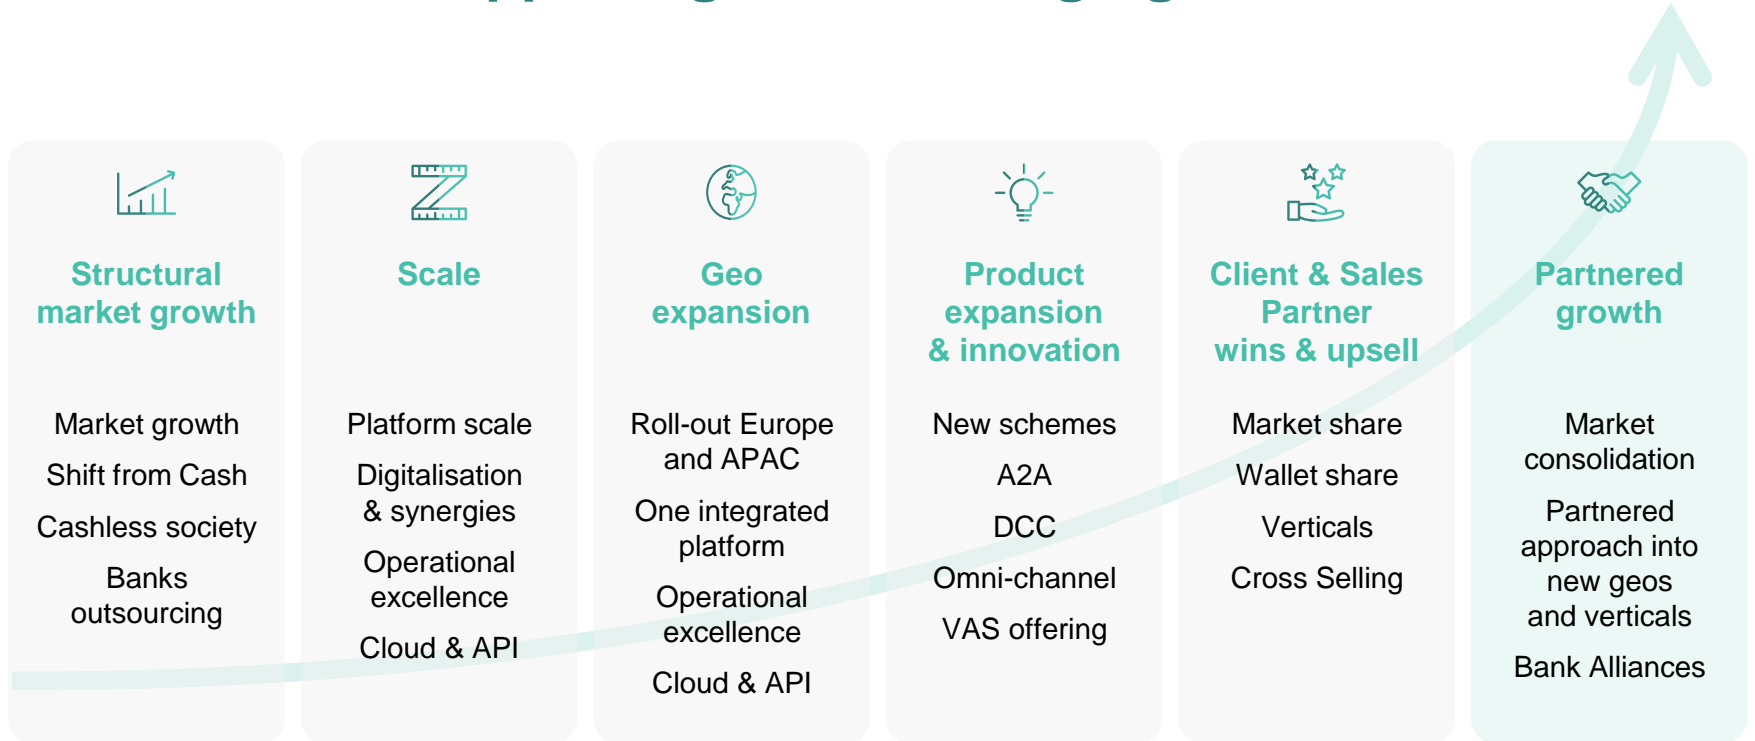 Structural
market growth
Market growth
Shift from Cash
Cashless society
Banks
outsourcing
Scale
Platform scale
Digitalisation
& synergies
Operational
excellence
Cloud & API
Geo
expansion
Roll-out Europe
and APAC
One integrated
platform
Operational
excellence
Cloud & API
Product
expansion
& innovation
New schemes
A2A
DCC
Omni-channel
VAS offering
Client & Sales
Partner
wins & upsell
Market share
Wallet share
Verticals
Cross Selling
Partnered
growth
Market
consolidation
Partnered
approach into
new geos
and verticals
Bank Alliances